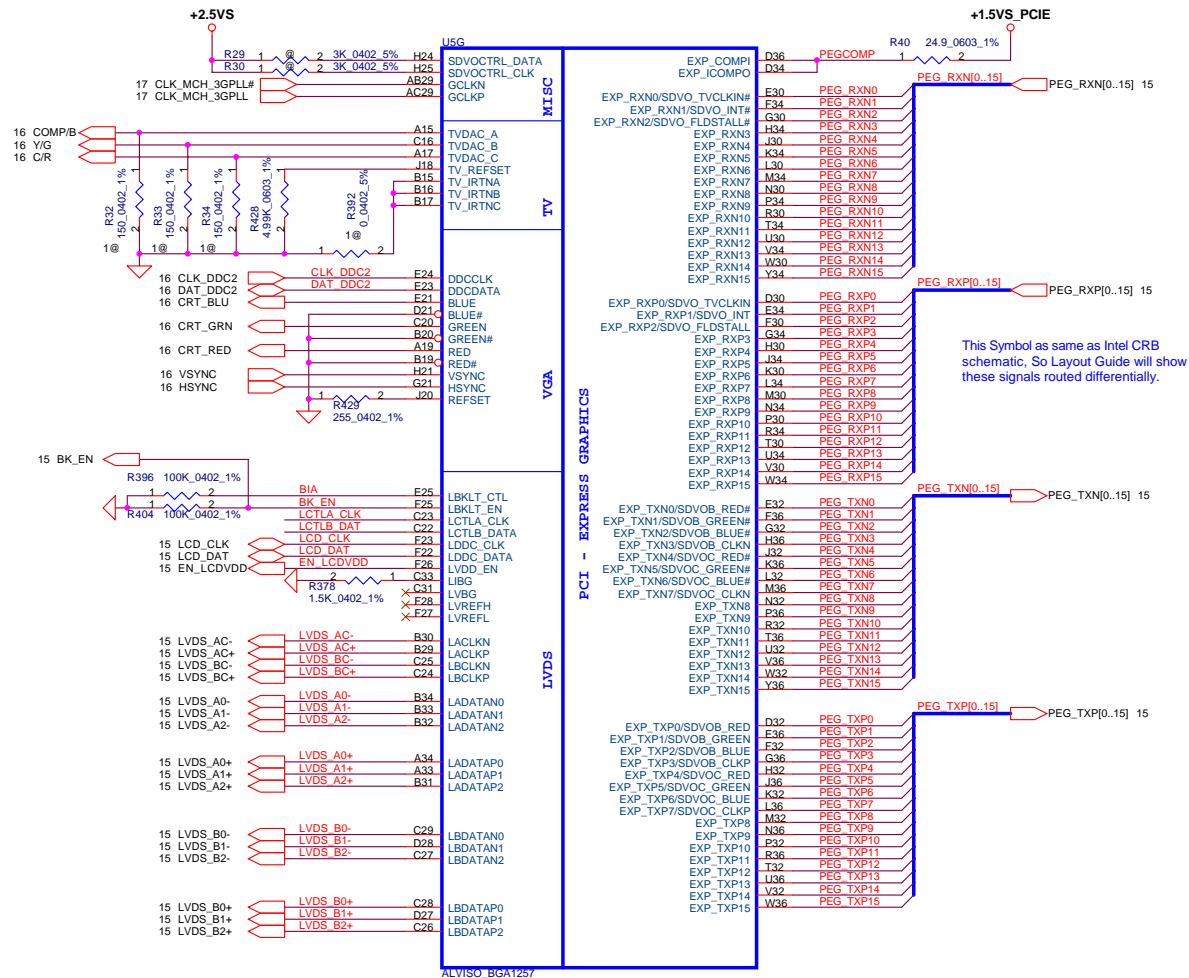 +2.5VS
+1.5VS_PCIE
U5G
R29 1 @ 2 3K_0402_5% H24 SDVOCTRL_DATA
R30 1 @ 2 3K_0402_5% H25 SDVOCTRL_CLK
17 CLK_MCH_3GPLL# AB29 GCLKN
17 CLK_MCH_3GPLL AC29 GCLKP
MISC
16 COMP/B A15 TVDAC_A
16 Y/G C16 TVDAC_B
16 C/R A17 TVDAC_C
J18 TV_REFSET
B15 TV_IRTNA
B16 TV_IRTNB
B17 TV_IRTNC
TV
R32 150_0402_1% 1 2 1@
R33 150_0402_1% 1 2 1@
R34 150_0402_1% 1 2 1@
R428 4.99K_0603_1% 1 2
R392 0_0402_5% 1@ 1 2
16 CLK_DDC2 CLK_DDC2 E24 DDCCLK
16 DAT_DDC2 DAT_DDC2 E23 DDCDATA
16 CRT_BLU E21 BLUE
D21 BLUE#
16 CRT_GRN C20 GREEN
B20 GREEN#
16 CRT_RED A19 RED
B19 RED#
16 VSYNC H21 VSYNC
16 HSYNC G21 HSYNC
1 2 J20 REFSET
R429
255_0402_1%
VGA
15 BK_EN
R396 100K_0402_1%
1 2 BIA E25 LBKLT_CTL
1 2 BK_EN F25 LBKLT_EN
R404 100K_0402_1%
LCTLA_CLK C23 LCTLA_CLK
LCTLB_DAT C22 LCTLB_DATA
15 LCD_CLK LCD_CLK F23 LDDC_CLK
15 LCD_DAT LCD_DAT F22 LDDC_DATA
15 EN_LCDVDD EN_LCDVDD F26 LVDD_EN
2 1 C33 LIBG
R378
1.5K_0402_1%
C31 LVBG
F28 LVREFH
F27 LVREFL
15 LVDS_AC- LVDS_AC- B30 LACLKN
15 LVDS_AC+ LVDS_AC+ B29 LACLKP
15 LVDS_BC- LVDS_BC- C25 LBCLKN
15 LVDS_BC+ LVDS_BC+ C24 LBCLKP
LVDS
15 LVDS_A0- LVDS_A0- B34 LADATAN0
15 LVDS_A1- LVDS_A1- B33 LADATAN1
15 LVDS_A2- LVDS_A2- B32 LADATAN2
15 LVDS_A0+ LVDS_A0+ A34 LADATAP0
15 LVDS_A1+ LVDS_A1+ A33 LADATAP1
15 LVDS_A2+ LVDS_A2+ B31 LADATAP2
15 LVDS_B0- LVDS_B0- C29 LBDATAN0
15 LVDS_B1- LVDS_B1- D28 LBDATAN1
15 LVDS_B2- LVDS_B2- C27 LBDATAN2
15 LVDS_B0+ LVDS_B0+ C28 LBDATAP0
15 LVDS_B1+ LVDS_B1+ D27 LBDATAP1
15 LVDS_B2+ LVDS_B2+ C26 LBDATAP2
ALVISO_BGA1257
PCI - EXPRESS GRAPHICS
R40 24.9_0603_1%
EXP_COMPI D36 PEGCOMP 1 2
EXP_ICOMPO D34
EXP_RXN0/SDVO_TVCLKIN# E30 PEG_RXN0
EXP_RXN1/SDVO_INT# F34 PEG_RXN1
EXP_RXN2/SDVO_FLDSTALL# G30 PEG_RXN2
EXP_RXN3 H34 PEG_RXN3
EXP_RXN4 J30 PEG_RXN4
EXP_RXN5 K34 PEG_RXN5
EXP_RXN6 L30 PEG_RXN6
EXP_RXN7 M34 PEG_RXN7
EXP_RXN8 N30 PEG_RXN8
EXP_RXN9 P34 PEG_RXN9
EXP_RXN10 R30 PEG_RXN10
EXP_RXN11 T34 PEG_RXN11
EXP_RXN12 U30 PEG_RXN12
EXP_RXN13 V34 PEG_RXN13
EXP_RXN14 W30 PEG_RXN14
EXP_RXN15 Y34 PEG_RXN15
PEG_RXN[0..15] PEG_RXN[0..15] 15
EXP_RXP0/SDVO_TVCLKIN D30 PEG_RXP0
EXP_RXP1/SDVO_INT E34 PEG_RXP1
EXP_RXP2/SDVO_FLDSTALL F30 PEG_RXP2
EXP_RXP3 G34 PEG_RXP3
EXP_RXP4 H30 PEG_RXP4
EXP_RXP5 J34 PEG_RXP5
EXP_RXP6 K30 PEG_RXP6
EXP_RXP7 L34 PEG_RXP7
EXP_RXP8 M30 PEG_RXP8
EXP_RXP9 N34 PEG_RXP9
EXP_RXP10 P30 PEG_RXP10
EXP_RXP11 R34 PEG_RXP11
EXP_RXP12 T30 PEG_RXP12
EXP_RXP13 U34 PEG_RXP13
EXP_RXP14 V30 PEG_RXP14
EXP_RXP15 W34 PEG_RXP15
PEG_RXP[0..15] PEG_RXP[0..15] 15
This Symbol as same as Intel CRB
schematic, So Layout Guide will show
these signals routed differentially.
EXP_TXN0/SDVOB_RED# E32 PEG_TXN0
EXP_TXN1/SDVOB_GREEN# F36 PEG_TXN1
EXP_TXN2/SDVOB_BLUE# G32 PEG_TXN2
EXP_TXN3/SDVOB_CLKN H36 PEG_TXN3
EXP_TXN4/SDVOC_RED# J32 PEG_TXN4
EXP_TXN5/SDVOC_GREEN# K36 PEG_TXN5
EXP_TXN6/SDVOC_BLUE# L32 PEG_TXN6
EXP_TXN7/SDVOC_CLKN M36 PEG_TXN7
EXP_TXN8 N32 PEG_TXN8
EXP_TXN9 P36 PEG_TXN9
EXP_TXN10 R32 PEG_TXN10
EXP_TXN11 T36 PEG_TXN11
EXP_TXN12 U32 PEG_TXN12
EXP_TXN13 V36 PEG_TXN13
EXP_TXN14 W32 PEG_TXN14
EXP_TXN15 Y36 PEG_TXN15
PEG_TXN[0..15] PEG_TXN[0..15] 15
EXP_TXP0/SDVOB_RED D32 PEG_TXP0
EXP_TXP1/SDVOB_GREEN E36 PEG_TXP1
EXP_TXP2/SDVOB_BLUE F32 PEG_TXP2
EXP_TXP3/SDVOB_CLKP G36 PEG_TXP3
EXP_TXP4/SDVOC_RED H32 PEG_TXP4
EXP_TXP5/SDVOC_GREEN J36 PEG_TXP5
EXP_TXP6/SDVOC_BLUE K32 PEG_TXP6
EXP_TXP7/SDVOC_CLKP L36 PEG_TXP7
EXP_TXP8 M32 PEG_TXP8
EXP_TXP9 N36 PEG_TXP9
EXP_TXP10 P32 PEG_TXP10
EXP_TXP11 R36 PEG_TXP11
EXP_TXP12 T32 PEG_TXP12
EXP_TXP13 U36 PEG_TXP13
EXP_TXP14 V32 PEG_TXP14
EXP_TXP15 W36 PEG_TXP15
PEG_TXP[0..15] PEG_TXP[0..15] 15